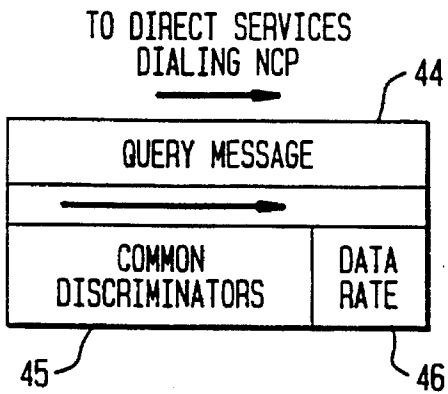 TO DIRECT SERVICES
DIALING NCP
44
QUERY MESSAGE
COMMON
DISCRIMINATORS
DATA
RATE
45
46